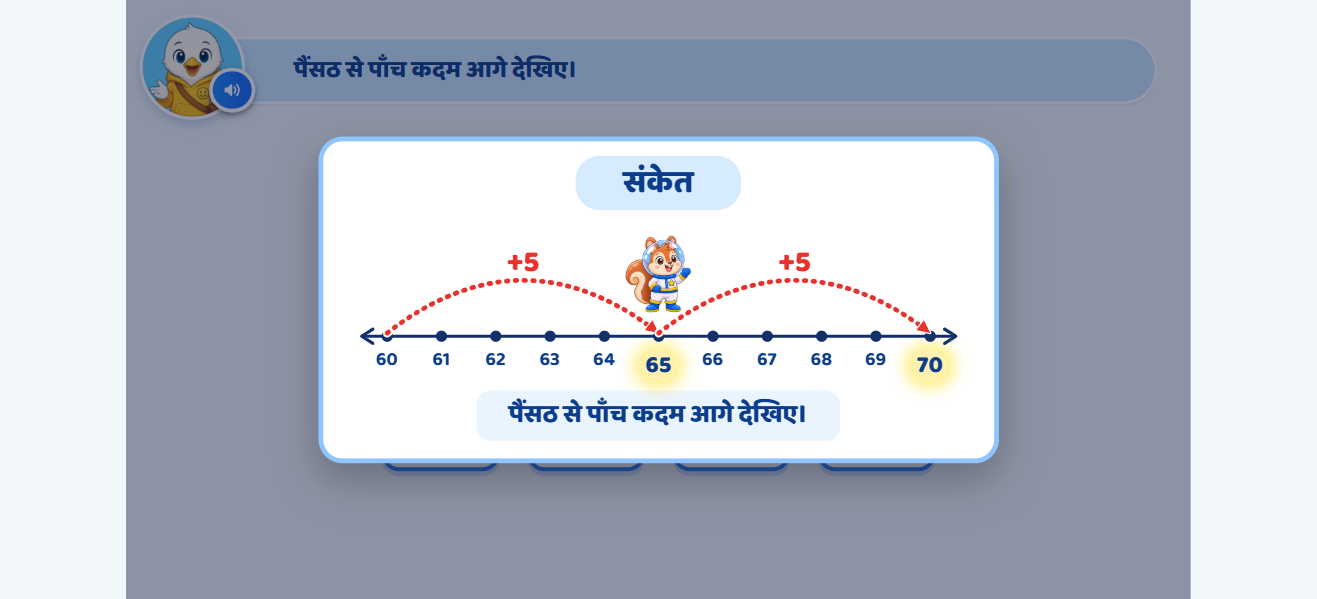 पैंसठ से पाँच कदम आगे देखिए।
संकेत
+5 +5
60 61 62 63 64 65 66 67 68 69 70
पैंसठ से पाँच कदम आगे देखिए।